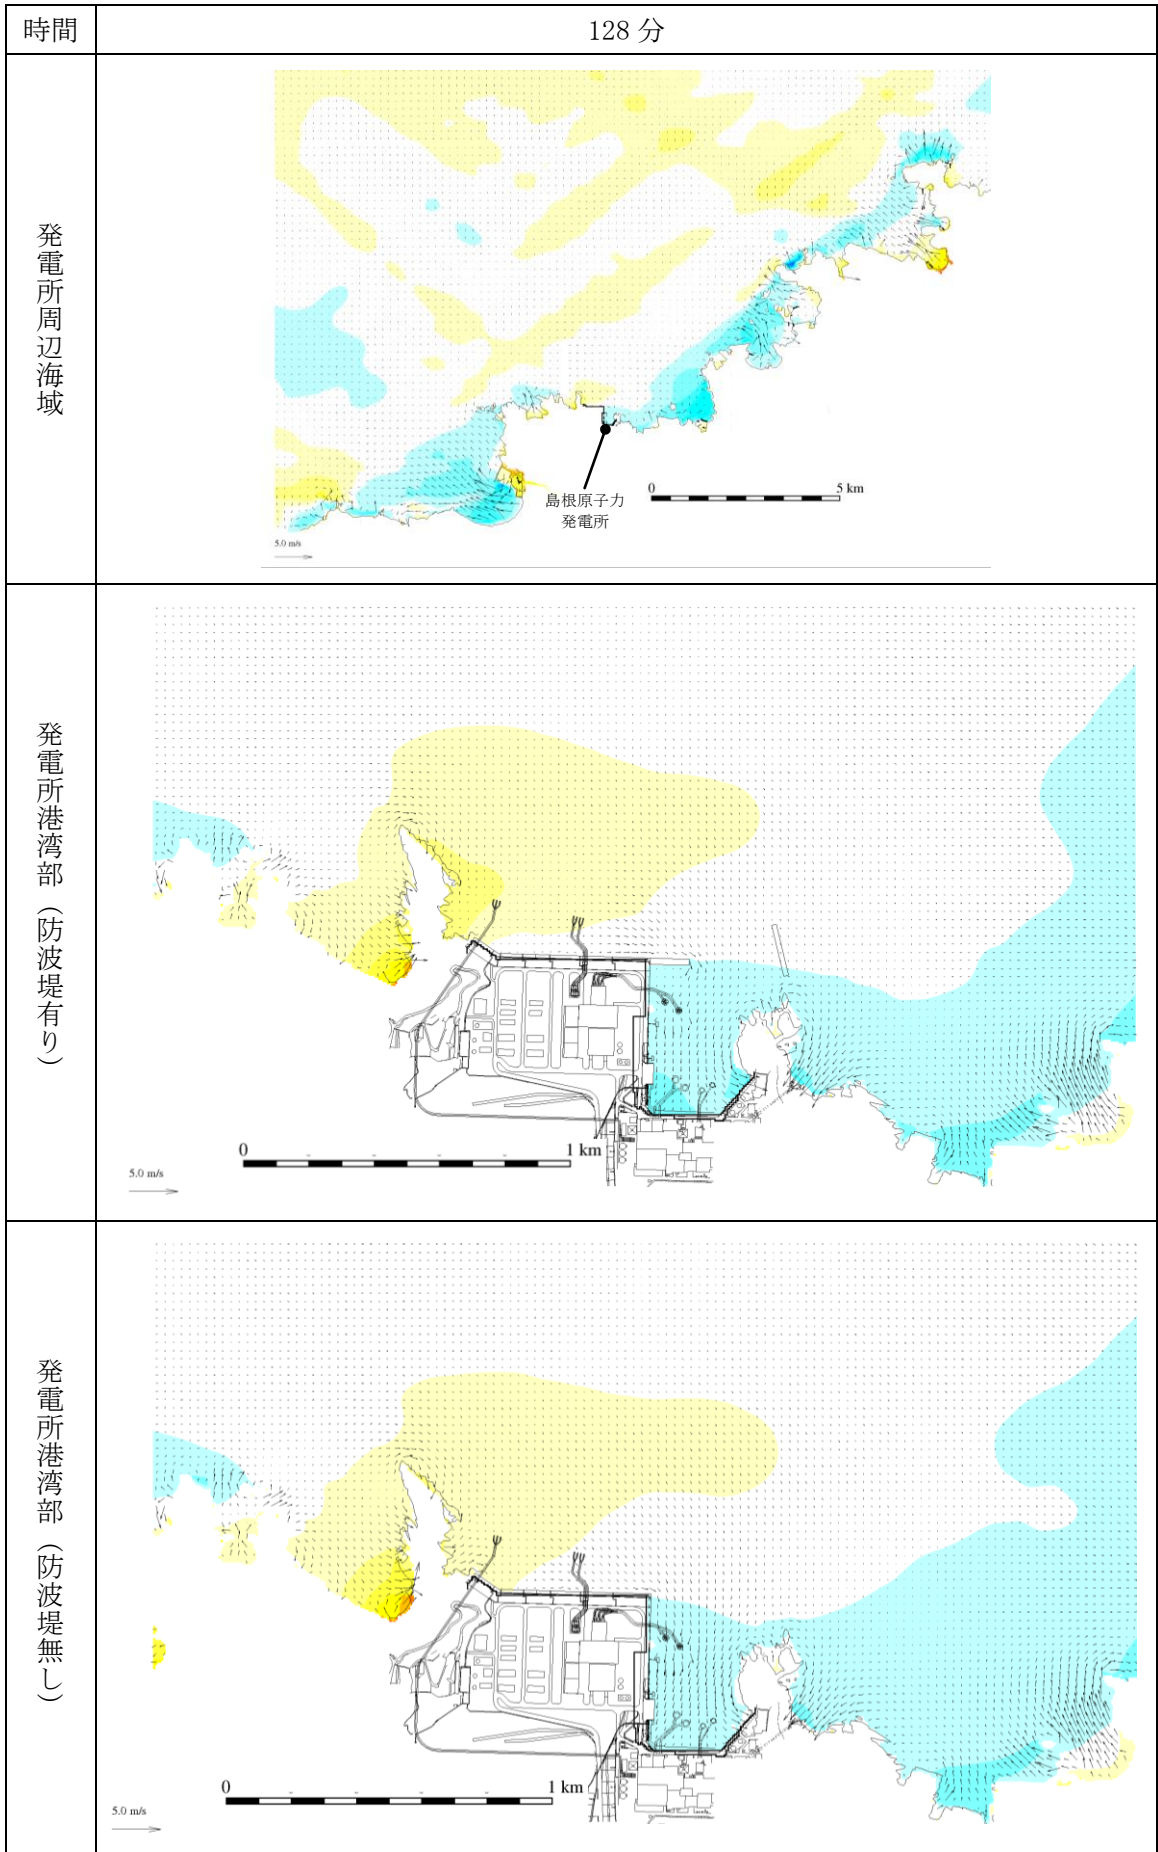 時間
128 分
発電所周辺海域
島根原子力
発電所
0
5 km
5.0 m/s
発電所港湾部（防波堤有り）
0
1 km
5.0 m/s
発電所港湾部（防波堤無し）
0
1 km
5.0 m/s